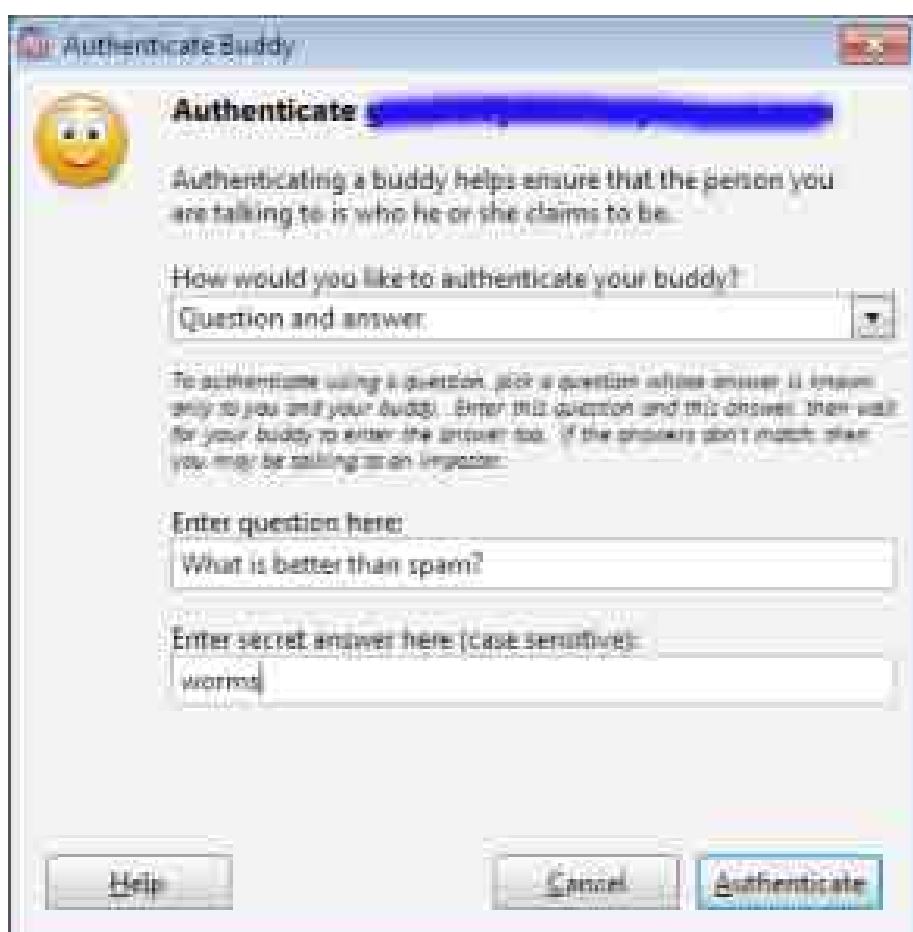 Authenticate Buddy
Authenticate
Authenticating a buddy helps ensure that the person you
are talking to is who he or she claims to be.
How would you like to authenticate your buddy?
Question and answer
To authenticate using a question, pick a question whose answer is known
only to you and your buddy. Enter this question and this answer, then wait
for your buddy to enter the answer too. If the answers don't match, then
you may be talking to an imposter.
Enter question here:
What is better than spam?
Enter secret answer here (case sensitive):
worms
Help
Cancel
Authenticate